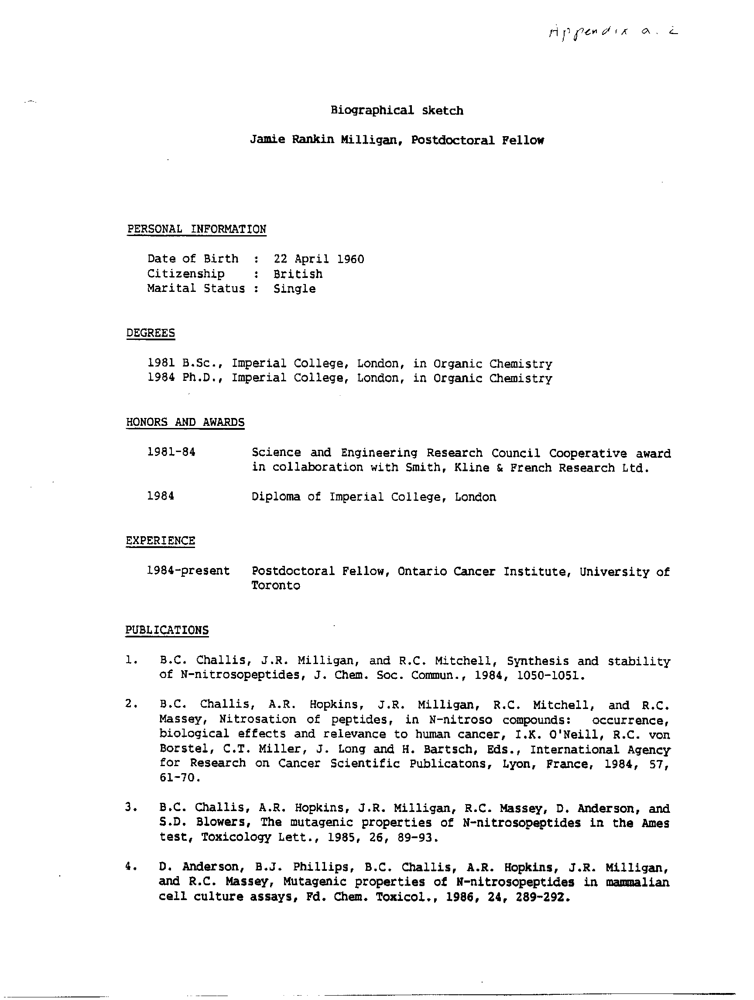 Appendix a. 2
Biographical sketch
Jamie Rankin Milligan, Postdoctoral Fellow
PERSONAL INFORMATION
Date of Birth : 22 April 1960
Citizenship : British
Marital Status : Single
DEGREES
1981 B.Sc., Imperial College, London, in Organic Chemistry
1984 Ph.D., Imperial College, London, in Organic Chemistry
HONORS AND AWARDS
1981-84 Science and Engineering Research Council Cooperative award
in collaboration with Smith, Kline & French Research Ltd.
1984 Diploma of Imperial College, London
EXPERIENCE
1984-present Postdoctoral Fellow, Ontario Cancer Institute, University of
Toronto
PUBLICATIONS
1. B.C. Challis, J.R. Milligan, and R.C. Mitchell, Synthesis and stability
of N-nitrosopeptides, J. Chem. Soc. Commun., 1984, 1050-1051.
2. B.C. Challis, A.R. Hopkins, J.R. Milligan, R.C. Mitchell, and R.C.
Massey, Nitrosation of peptides, in N-nitroso compounds: occurrence,
biological effects and relevance to human cancer, I.K. O'Neill, R.C. von
Borstel, C.T. Miller, J. Long and H. Bartsch, Eds., International Agency
for Research on Cancer Scientific Publicatons, Lyon, France, 1984, 57,
61-70.
3. B.C. Challis, A.R. Hopkins, J.R. Milligan, R.C. Massey, D. Anderson, and
S.D. Blowers, The mutagenic properties of N-nitrosopeptides in the Ames
test, Toxicology Lett., 1985, 26, 89-93.
4. D. Anderson, B.J. Phillips, B.C. Challis, A.R. Hopkins, J.R. Milligan,
and R.C. Massey, Mutagenic properties of N-nitrosopeptides in mammalian
cell culture assays, Fd. Chem. Toxicol., 1986, 24, 289-292.